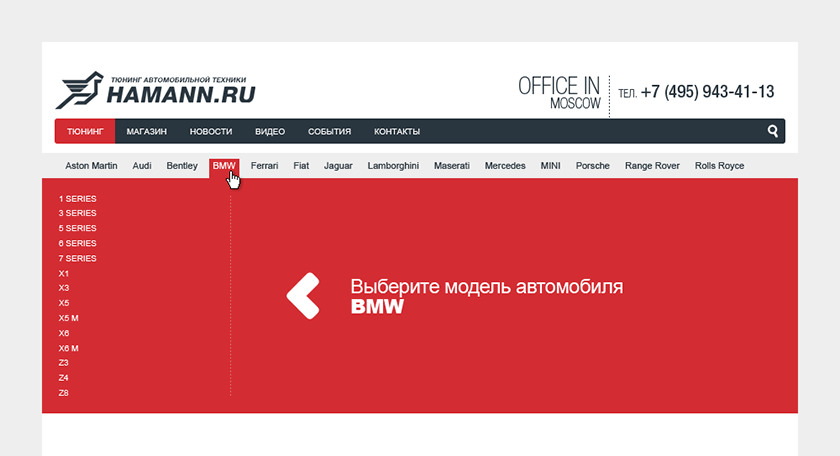 ТЮНИНГ АВТОМОБИЛЬНОЙ ТЕХНИКИ
HAMANN.RU
OFFICE IN
MOSCOW
ТЕЛ. +7 (495) 943-41-13
ТЮНИНГ МАГАЗИН НОВОСТИ ВИДЕО СОБЫТИЯ КОНТАКТЫ
Aston Martin Audi Bentley BMW Ferrari Fiat Jaguar Lamborghini Maserati Mercedes MINI Porsche Range Rover Rolls Royce
1 SERIES
3 SERIES
5 SERIES
6 SERIES
7 SERIES
X1
X3
X5
X5 M
X6
X6 M
Z3
Z4
Z8
Выберите модель автомобиля
BMW